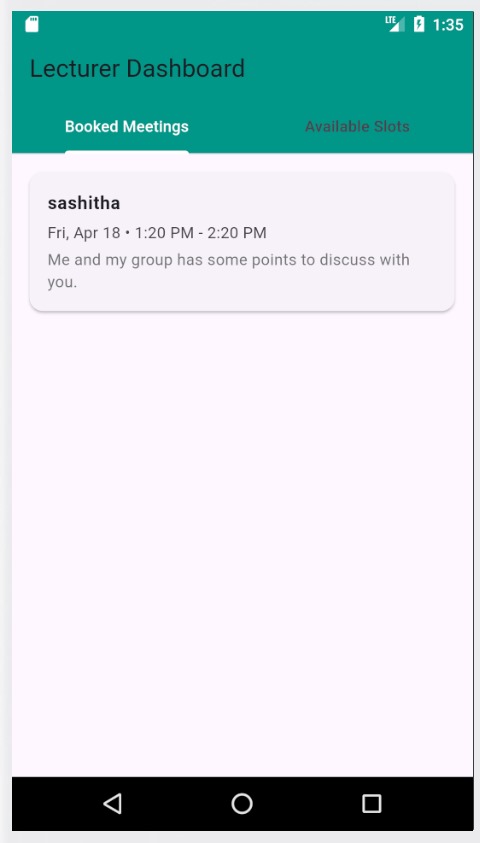 LTE 1:35
Lecturer Dashboard
Booked Meetings Available Slots
sashitha
Fri, Apr 18 • 1:20 PM - 2:20 PM
Me and my group has some points to discuss with
you.